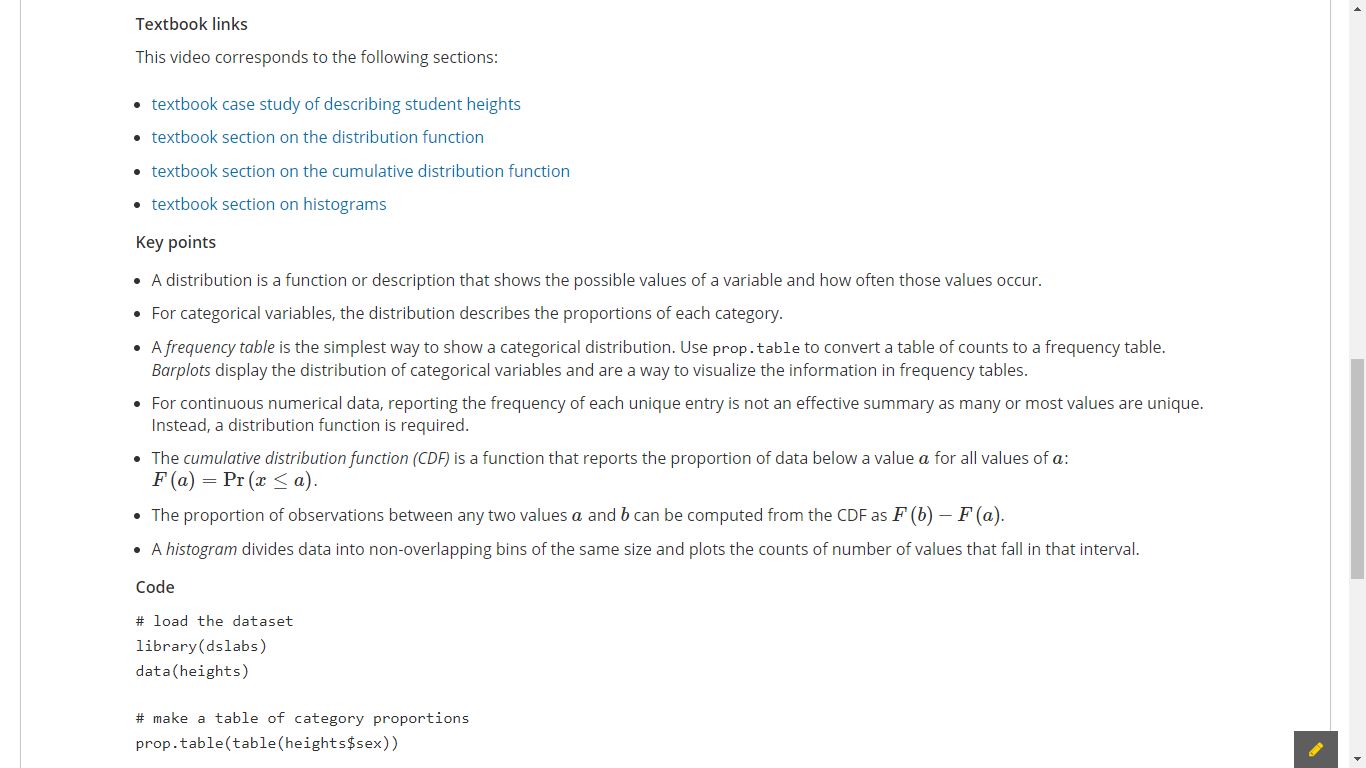 Textbook links
This video corresponds to the following sections:
• textbook case study of describing student heights
• textbook section on the distribution function
• textbook section on the cumulative distribution function
• textbook section on histograms
Key points
• A distribution is a function or description that shows the possible values of a variable and how often those values occur.
• For categorical variables, the distribution describes the proportions of each category.
• A frequency table is the simplest way to show a categorical distribution. Use prop.table to convert a table of counts to a frequency table.
Barplots display the distribution of categorical variables and are a way to visualize the information in frequency tables.
• For continuous numerical data, reporting the frequency of each unique entry is not an effective summary as many or most values are unique.
Instead, a distribution function is required.
• The cumulative distribution function (CDF) is a function that reports the proportion of data below a value a for all values of a:
F (a) = Pr (x ≤ a).
• The proportion of observations between any two values a and b can be computed from the CDF as F (b) − F (a).
• A histogram divides data into non-overlapping bins of the same size and plots the counts of number of values that fall in that interval.
Code
# load the dataset
library(dslabs)
data(heights)
# make a table of category proportions
prop.table(table(heights$sex))